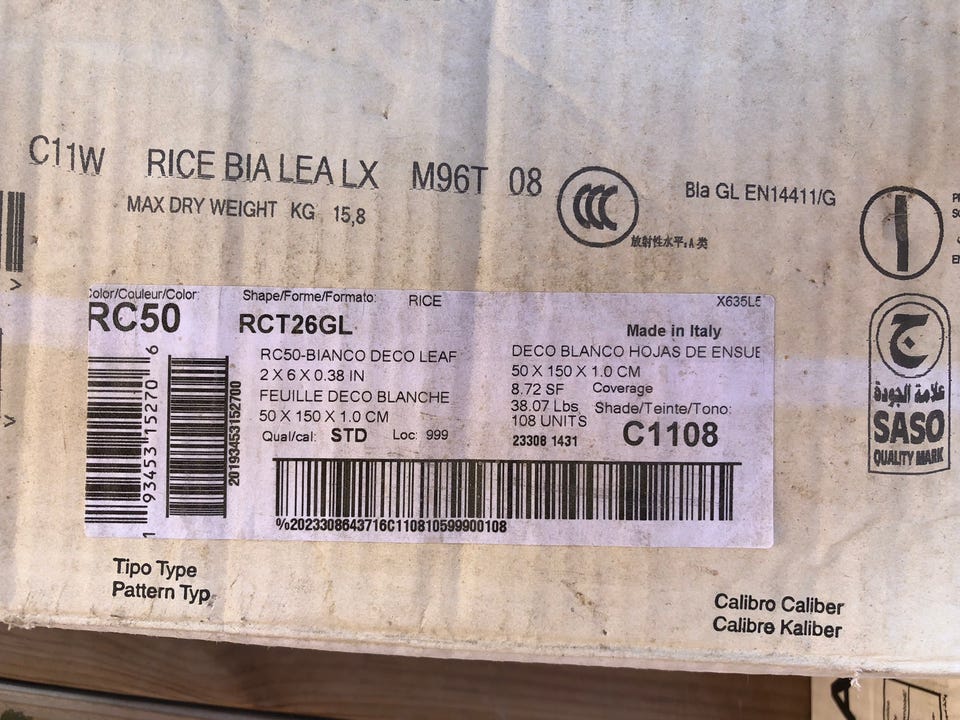 C11W RICE BIA LEA LX M96T 08
MAX DRY WEIGHT KG 15,8
CCC
放射性水平:A 类
BIa GL EN14411/G
Color/Couleur/Color:
RC50
Shape/Forme/Formato: RICE
RCT26GL
X635L5
Made in Italy
RC50-BIANCO DECO LEAF
2 X 6 X 0.38 IN
FEUILLE DECO BLANCHE
50 X 150 X 1.0 CM
Qual/cal: STD Loc: 999
DECO BLANCO HOJAS DE ENSUE
50 X 150 X 1.0 CM
8.72 SF Coverage
38.07 Lbs Shade/Teinte/Tono:
108 UNITS
23308 1431
C1108
1 93453 15270 6
20193453152700
%2023308643716C110810599900108
علامة الجودة
SASO
QUALITY MARK
Tipo Type
Pattern Typ
Calibro Caliber
Calibre Kaliber